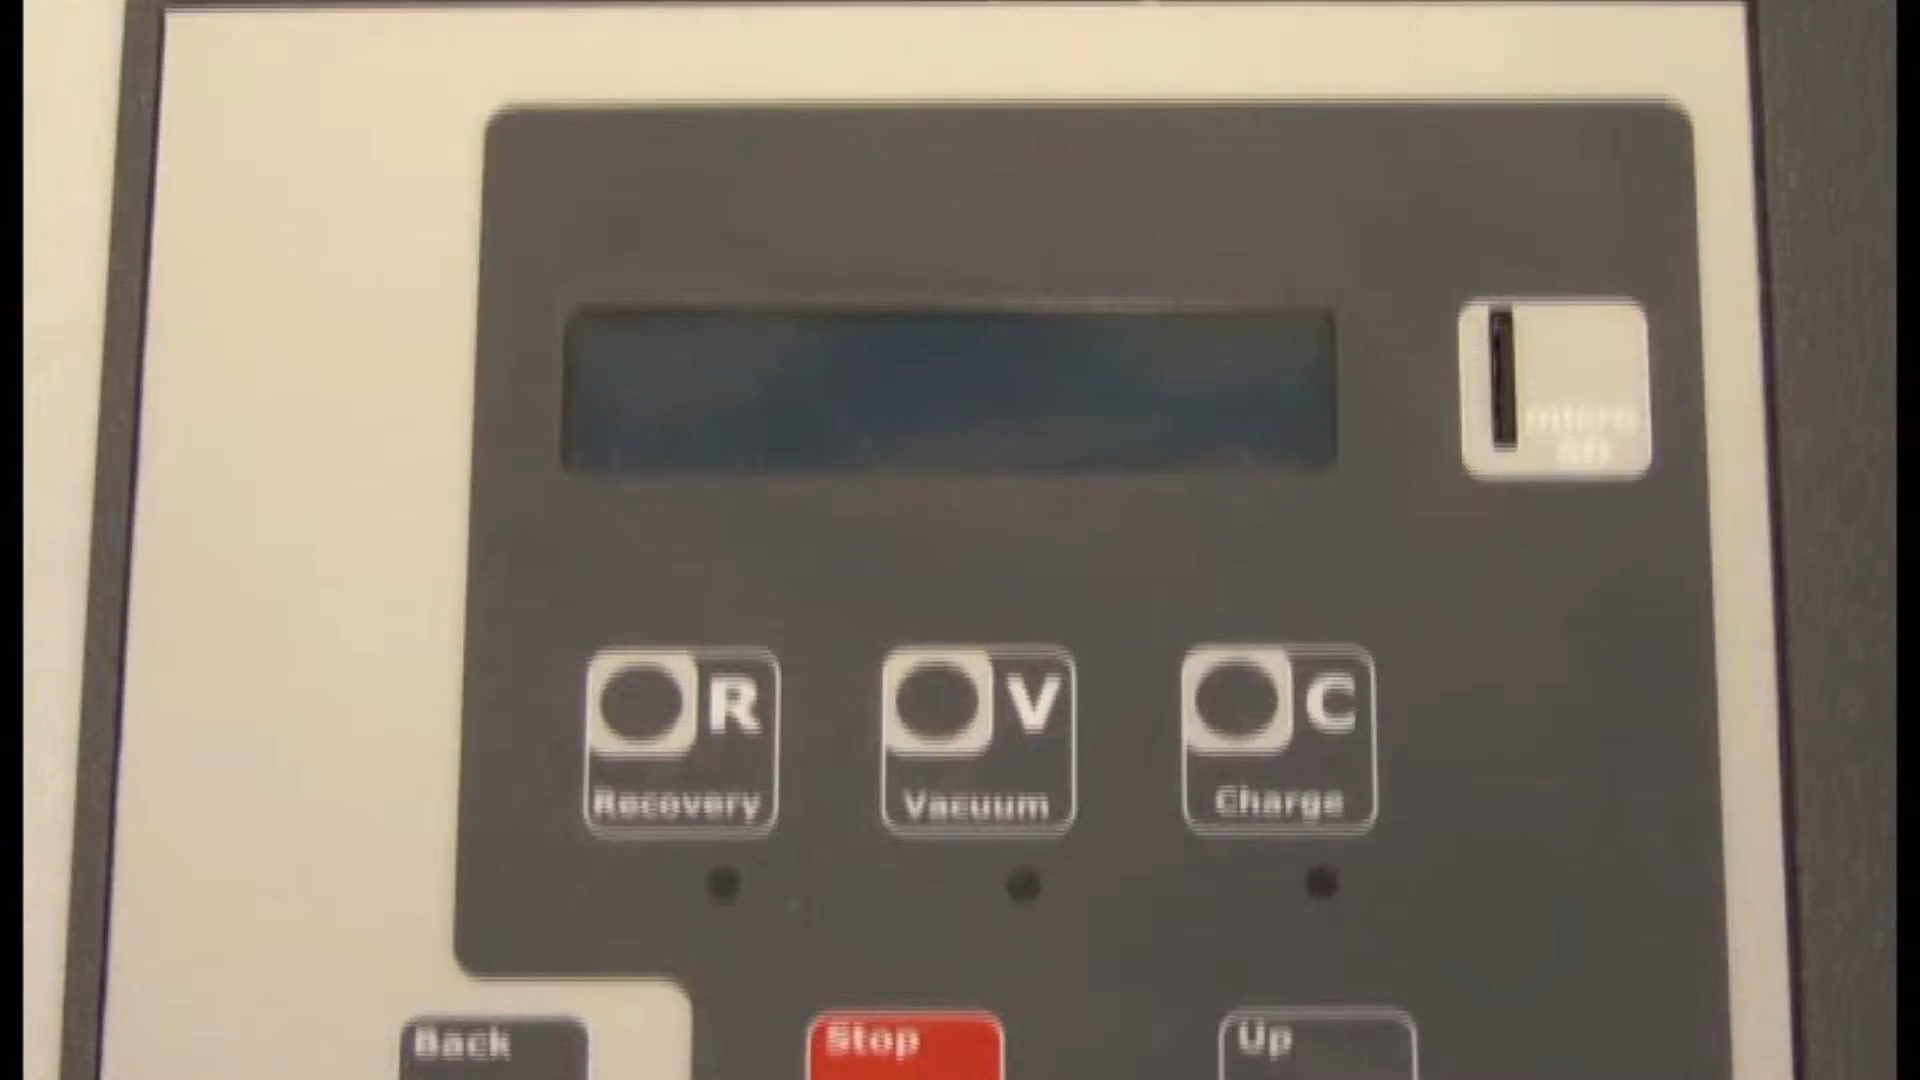 micro
SD
R
Recovery
V
Vacuum
C
Charge
Back
Stop
Up